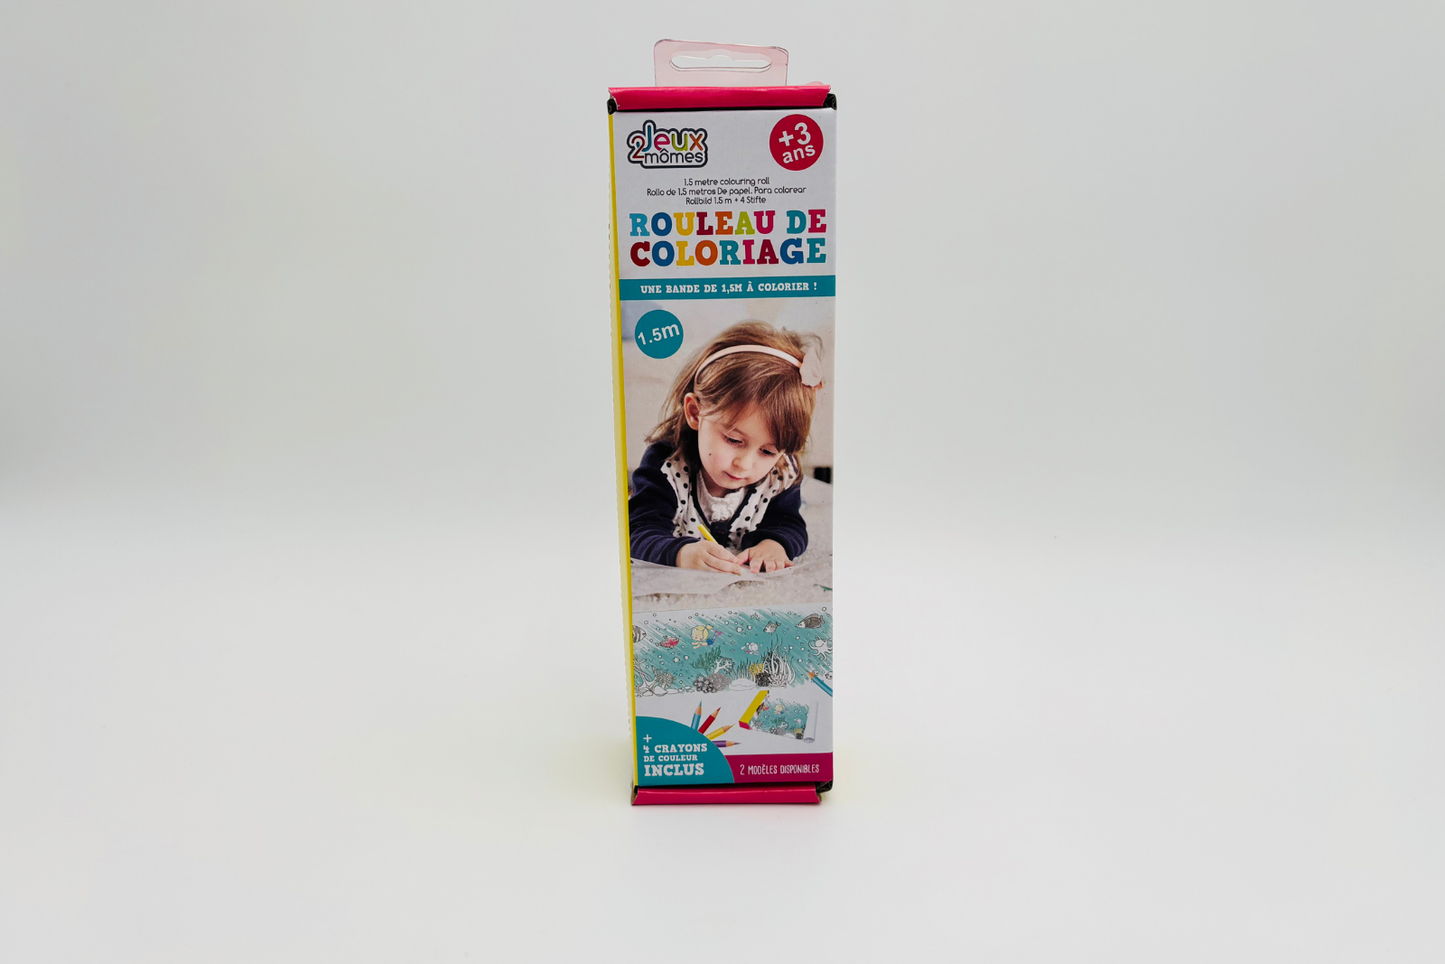 2Jeux
mômes
+3
ans
1.5 metre colouring roll
Rollo de 1,5 metros De papel. Para colorear
Rollbild 1.5 m + 4 Stifte
ROULEAU DE
COLORIAGE
UNE BANDE DE 1,5M À COLORIER !
1.5m
+
4 CRAYONS
DE COULEUR
INCLUS
2 MODÈLES DISPONIBLES